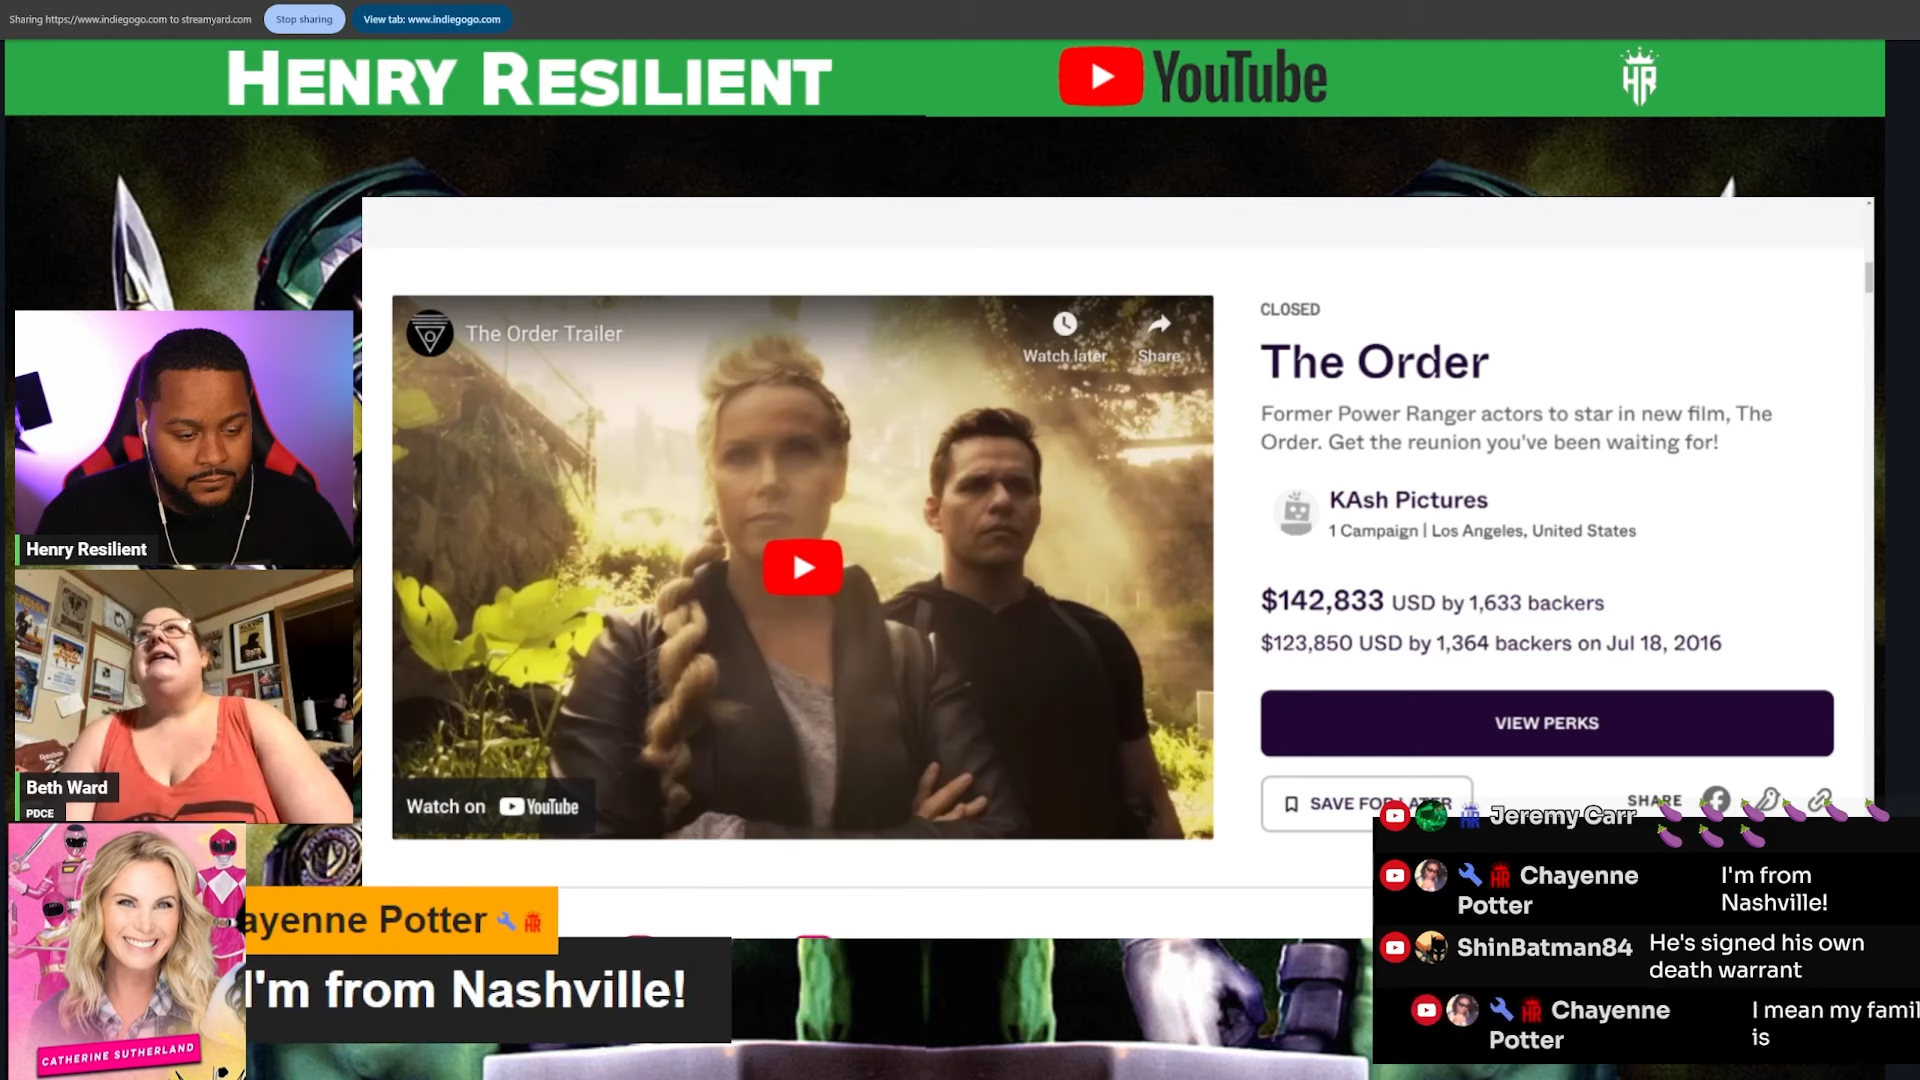 Sharing https://www.indiegogo.com to streamyard.com
Stop sharing
View tab: www.indiegogo.com
HENRY RESILIENT
YouTube
HR
The Order Trailer
Watch later
Share
Watch on YouTube
CLOSED
The Order
Former Power Ranger actors to star in new film, The
Order. Get the reunion you've been waiting for!
KAsh Pictures
1 Campaign | Los Angeles, United States
$142,833 USD by 1,633 backers
$123,850 USD by 1,364 backers on Jul 18, 2016
VIEW PERKS
SAVE FOR LATER
SHARE
Henry Resilient
Beth Ward
PDCE
CATHERINE SUTHERLAND
ayenne Potter
I'm from Nashville!
Jeremy Carr 🍆🍆🍆🍆🍆🍆
🍆🍆🍆
Chayenne
Potter
I'm from
Nashville!
ShinBatman84
He's signed his own
death warrant
Chayenne
Potter
I mean my famil
is